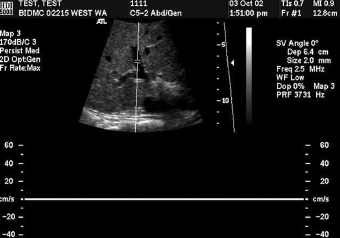 TEST, TEST 1111 03 Oct 02 TIs 0.7 MI 0.9
BIDMC 02215 WEST WA C5-2 Abd/Gen 1:51:00 pm Fr #1 12.8cm
ATL
Map 3
170dB/C 3
Persist Med
2D Opt:Gen
Fr Rate:Max
5
10
SV Angle 0°
Dep 6.4 cm
Size 2.0 mm
Freq 2.5 MHz
WF Low
Dop 0% Map 3
PRF 3731 Hz
60 60
40 40
20 20
cm/s cm/s
-20 -20
-40 -40